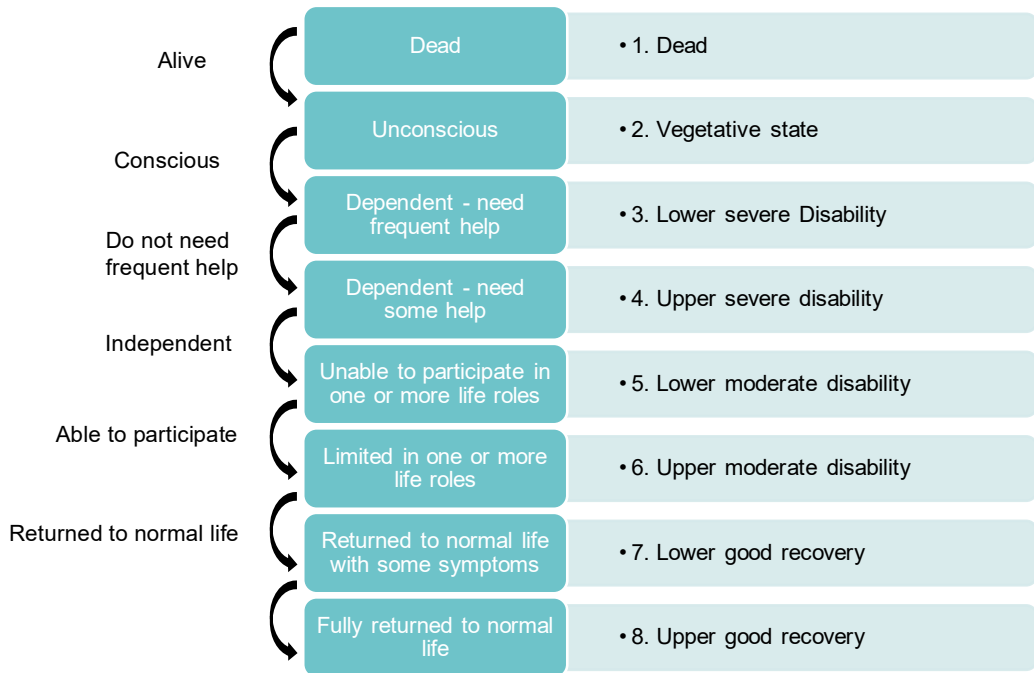 Alive
Dead
• 1. Dead
Unconscious
• 2. Vegetative state
Conscious
Dependent - need
frequent help
• 3. Lower severe Disability
Do not need
frequent help
Dependent - need
some help
• 4. Upper severe disability
Independent
Unable to participate in
one or more life roles
• 5. Lower moderate disability
Able to participate
Limited in one or more
life roles
• 6. Upper moderate disability
Returned to normal life
Returned to normal life
with some symptoms
• 7. Lower good recovery
Fully returned to normal
life
• 8. Upper good recovery